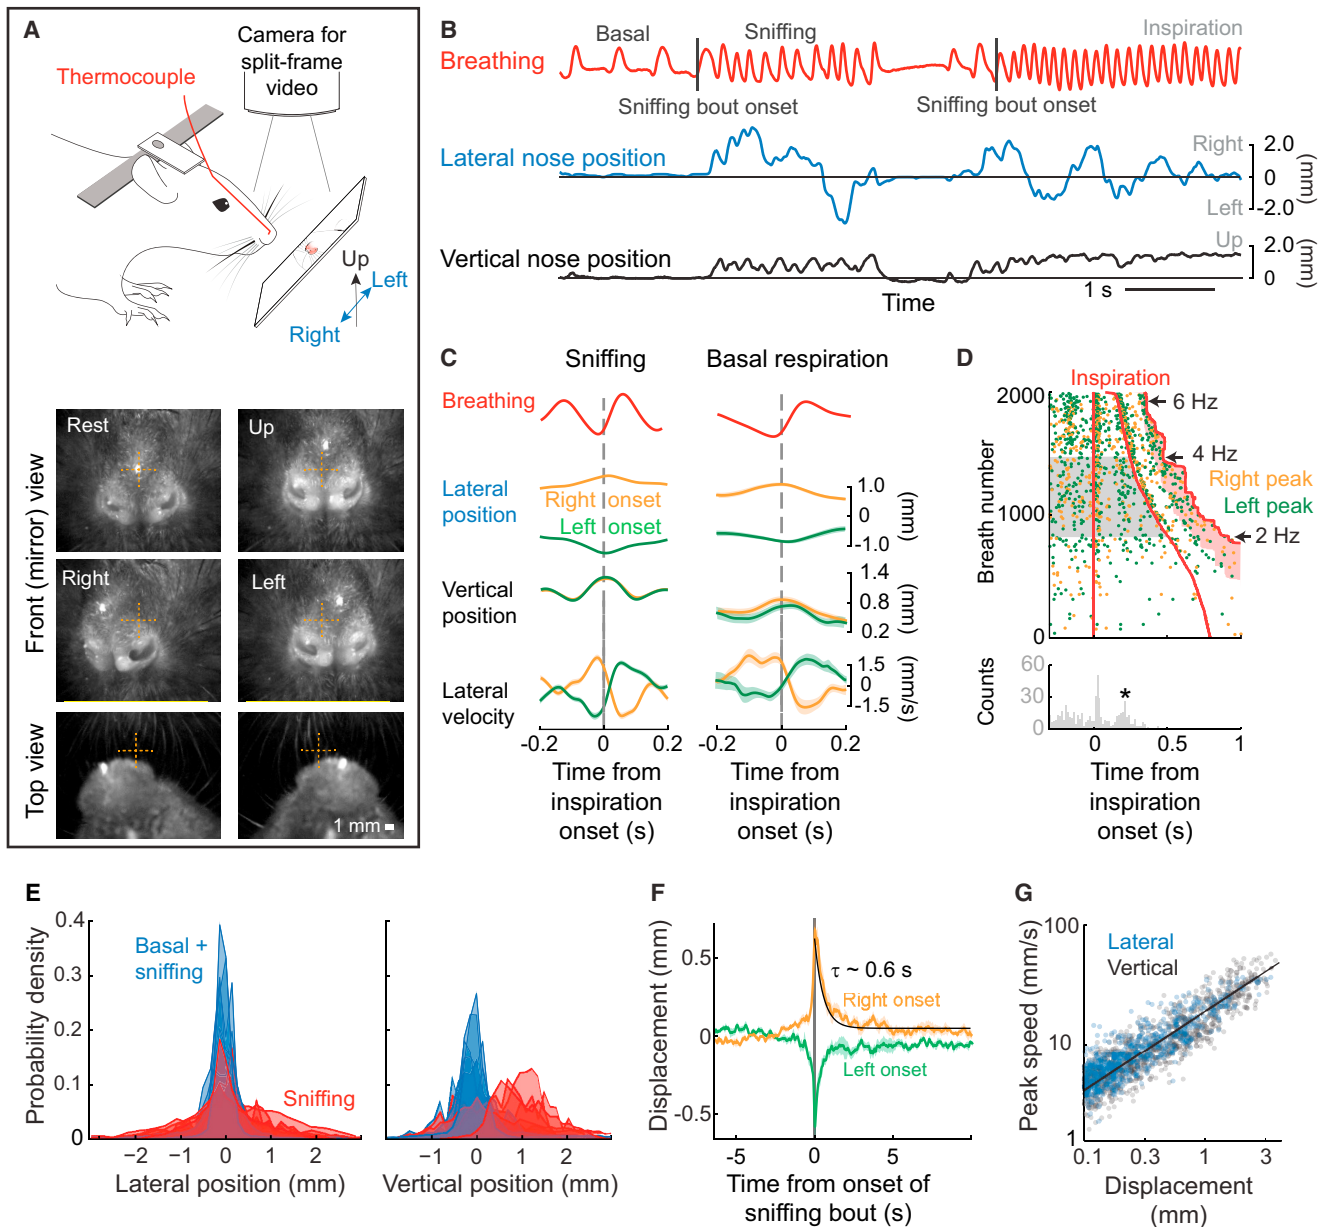 A
Camera for
split-frame
video
Thermocouple
Up
Left
Right
Front (mirror) view
Rest
Up
Right
Left
Top view
1 mm
B
Basal
Sniffing
Inspiration
Breathing
Sniffing bout onset
Sniffing bout onset
Lateral nose position
Right
Left
2.0
0
-2.0
(mm)
Vertical nose position
Up
2.0
0
(mm)
Time
1 s
C
Sniffing
Basal respiration
Breathing
Lateral
position
Right onset
Left onset
1.0
0
-1.0
(mm)
Vertical
position
1.4
0.8
0.2
(mm)
Lateral
velocity
1.5
0
-1.5
(mm/s)
-0.2
0
0.2
-0.2
0
0.2
Time from
inspiration
onset (s)
Time from
inspiration
onset (s)
D
Inspiration
2000
1000
0
Breath number
6 Hz
4 Hz
2 Hz
Right peak
Left peak
60
30
0
Counts
*
0
0.5
1
Time from
inspiration
onset (s)
E
Probability density
0.4
0.3
0.2
0.1
0
Basal +
sniffing
Sniffing
−2
−1
0
1
2
Lateral position (mm)
−1
0
1
2
Vertical position (mm)
F
Displacement (mm)
0.5
0
-0.5
τ ~ 0.6 s
Right onset
Left onset
-5
0
5
Time from onset of
sniffing bout (s)
G
Peak speed (mm/s)
100
10
1
Lateral
Vertical
0.1
0.3
1
3
Displacement
(mm)